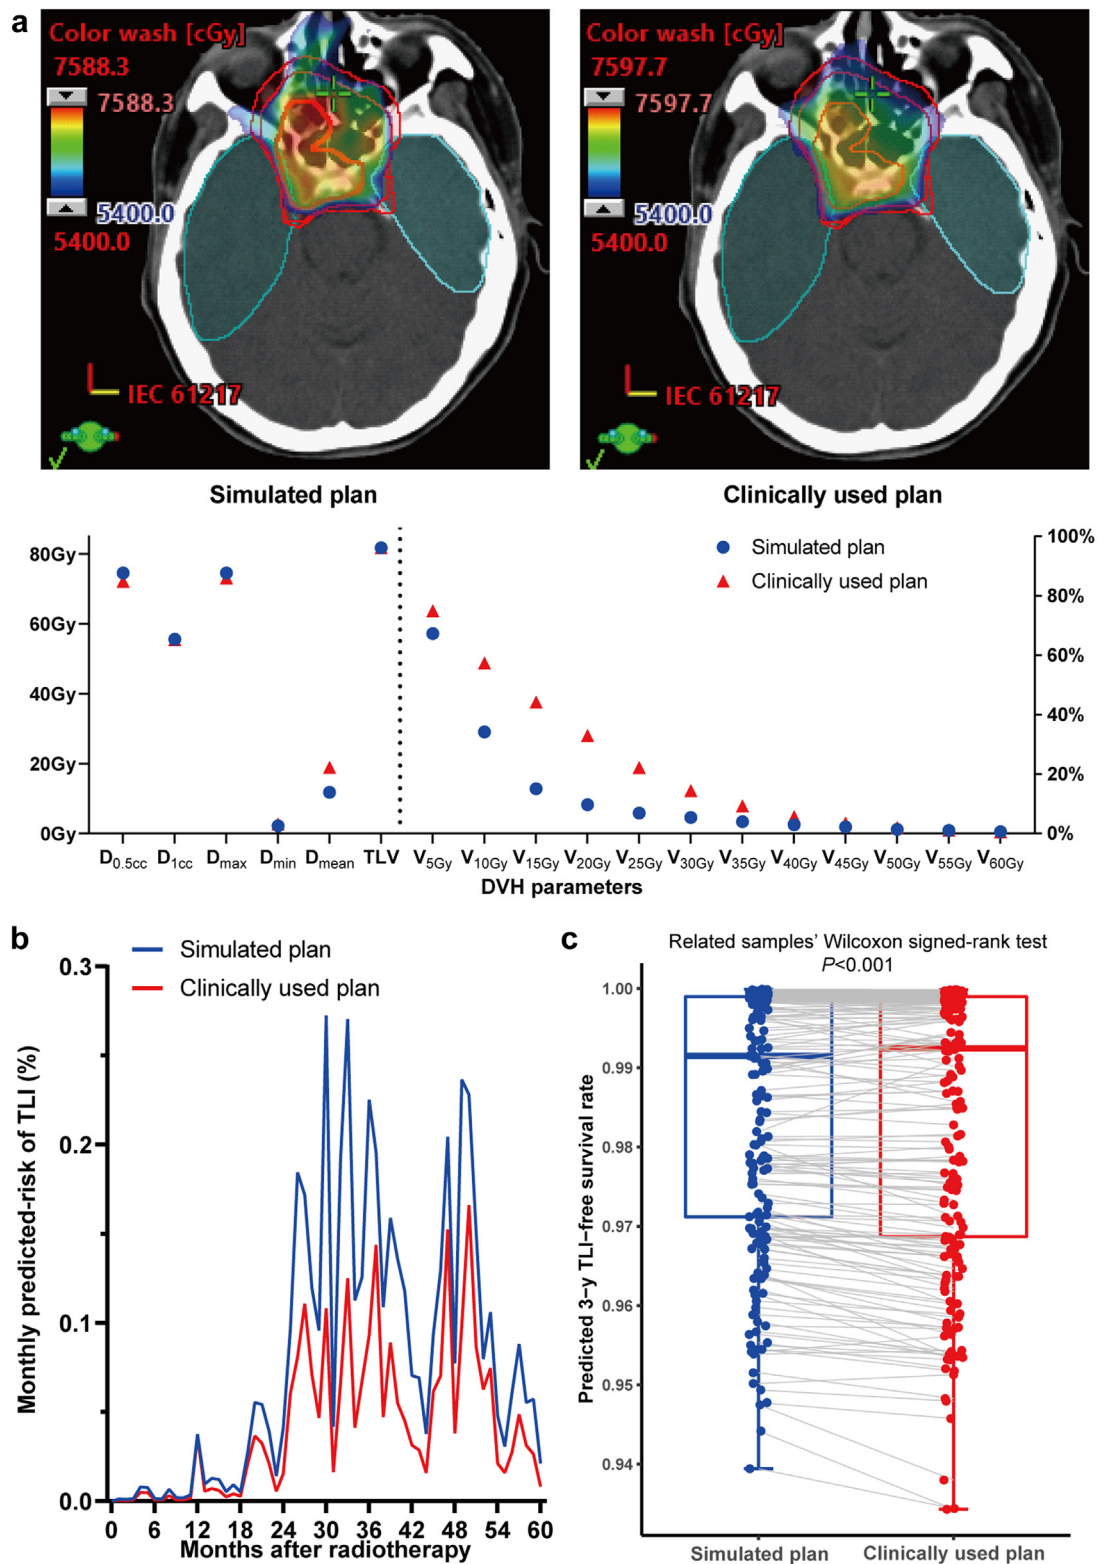 a
Color wash [cGy]
7588.3
7588.3
5400.0
5400.0
IEC 61217
Color wash [cGy]
7597.7
7597.7
5400.0
5400.0
IEC 61217
Simulated plan
Clinically used plan
Simulated plan
Clinically used plan
80Gy
60Gy
40Gy
20Gy
0Gy
100%
80%
60%
40%
20%
0%
D0.5cc D1cc Dmax Dmin Dmean TLV V5Gy V10Gy V15Gy V20Gy V25Gy V30Gy V35Gy V40Gy V45Gy V50Gy V55Gy V60Gy
DVH parameters
b
Simulated plan
Clinically used plan
Monthly predicted-risk of TLI (%)
0.3
0.2
0.1
0.0
0 6 12 18 24 30 36 42 48 54 60
Months after radiotherapy
c
Related samples' Wilcoxon signed-rank test
P<0.001
Predicted 3-y TLI-free survival rate
1.00
0.99
0.98
0.97
0.96
0.95
0.94
Simulated plan Clinically used plan